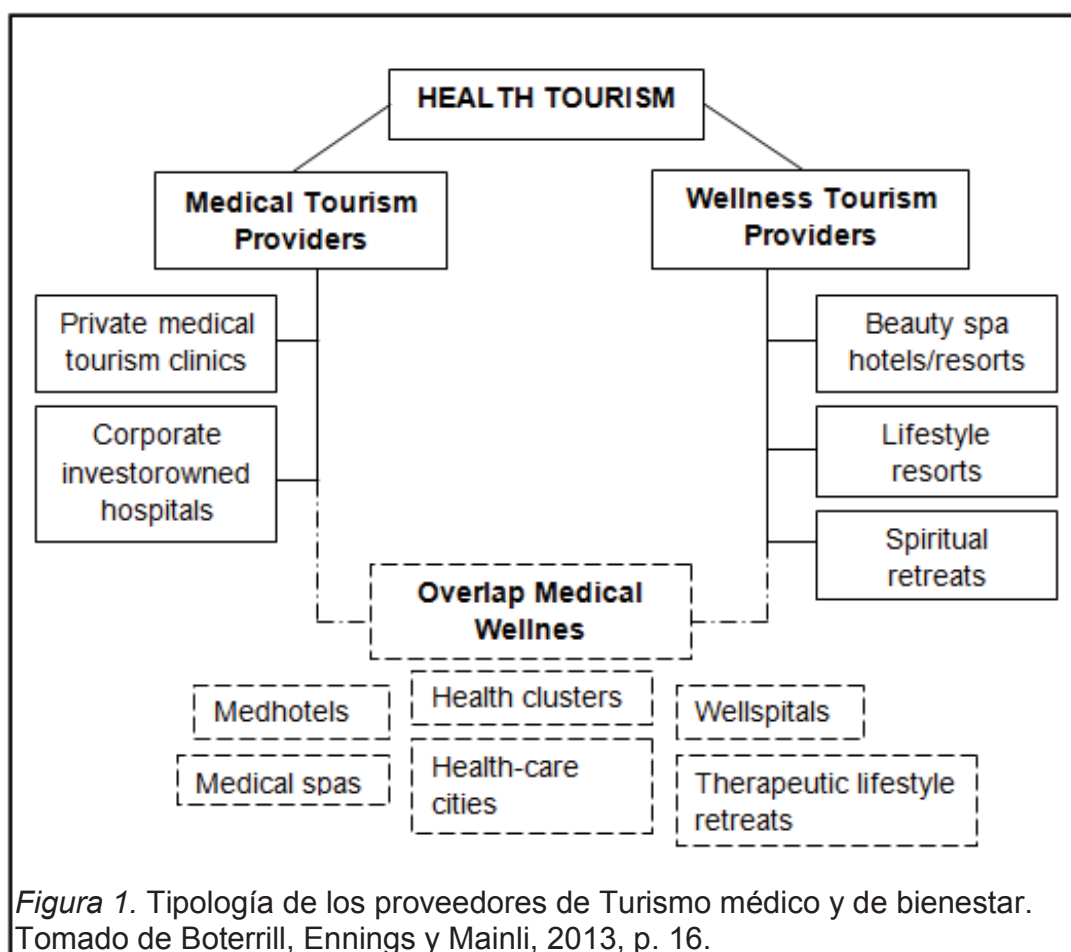 HEALTH TOURISM
Medical Tourism
Providers
Wellness Tourism
Providers
Private medical
tourism clinics
Corporate
investorowned
hospitals
Beauty spa
hotels/resorts
Lifestyle
resorts
Spiritual
retreats
Overlap Medical
Wellnes
Medhotels
Health clusters
Wellspitals
Medical spas
Health-care
cities
Therapeutic lifestyle
retreats
Figura 1. Tipología de los proveedores de Turismo médico y de bienestar.
Tomado de Boterrill, Ennings y Mainli, 2013, p. 16.